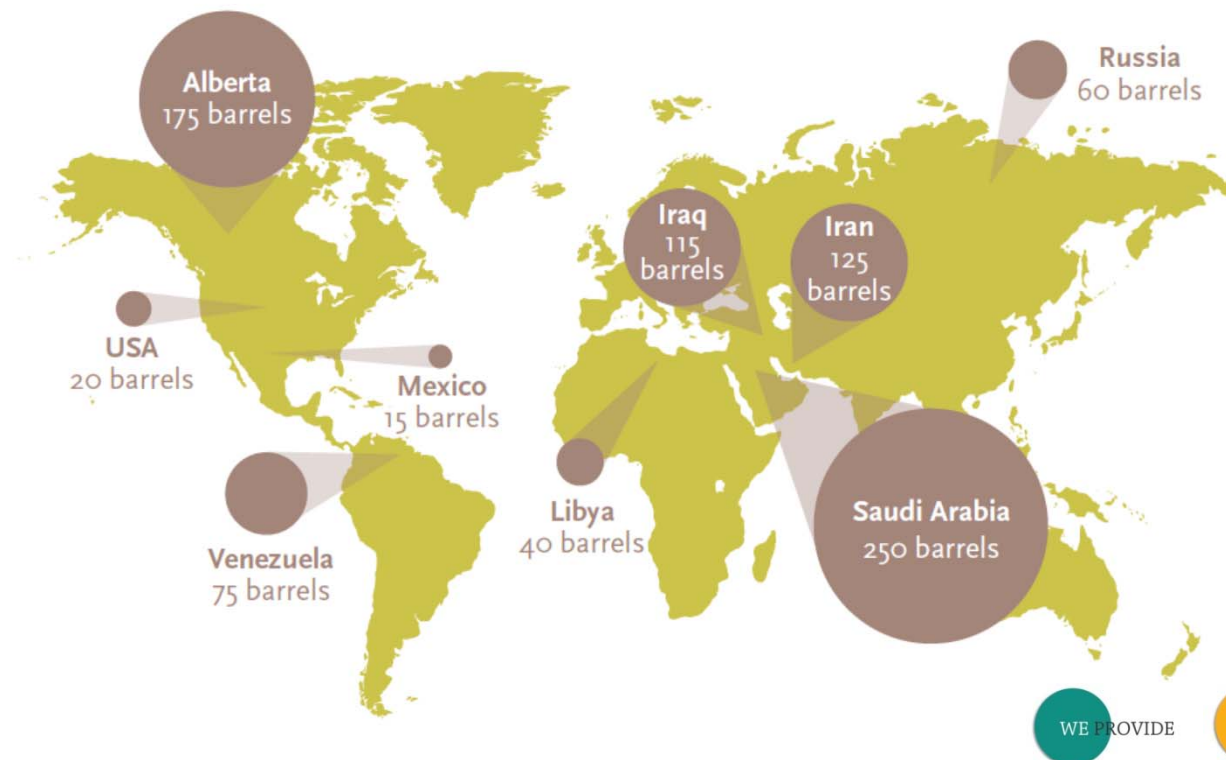 Alberta
175 barrels
Russia
60 barrels
Iraq
115
barrels
Iran
125
barrels
USA
20 barrels
Mexico
15 barrels
Venezuela
75 barrels
Libya
40 barrels
Saudi Arabia
250 barrels
WE PROVIDE